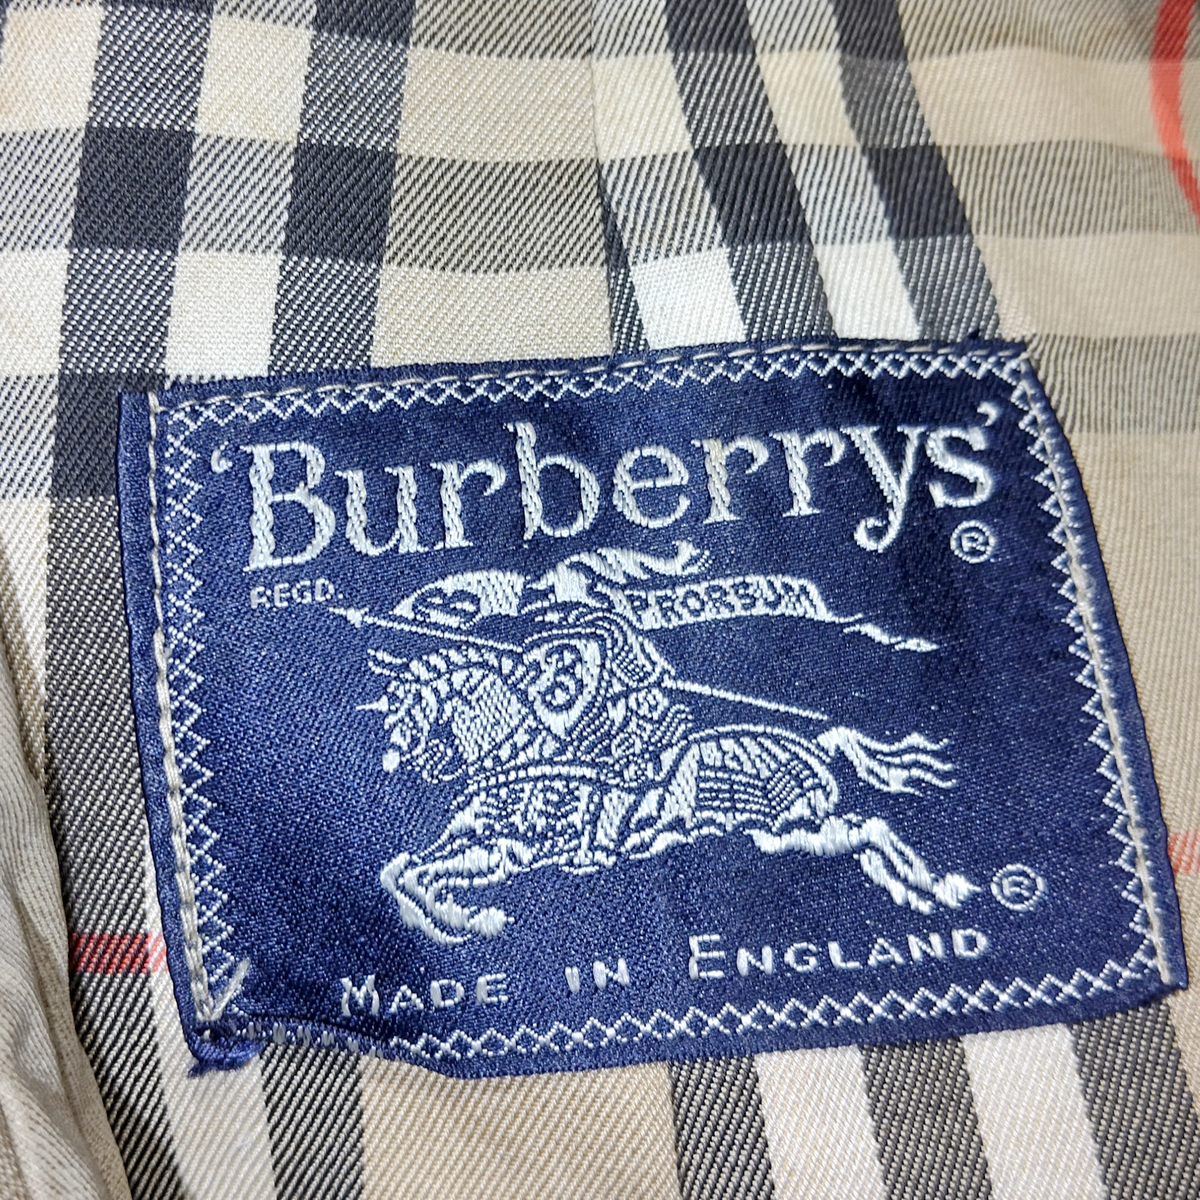 'Burberrys'
®
REGD.
PRORSUM
B
®
MADE IN ENGLAND